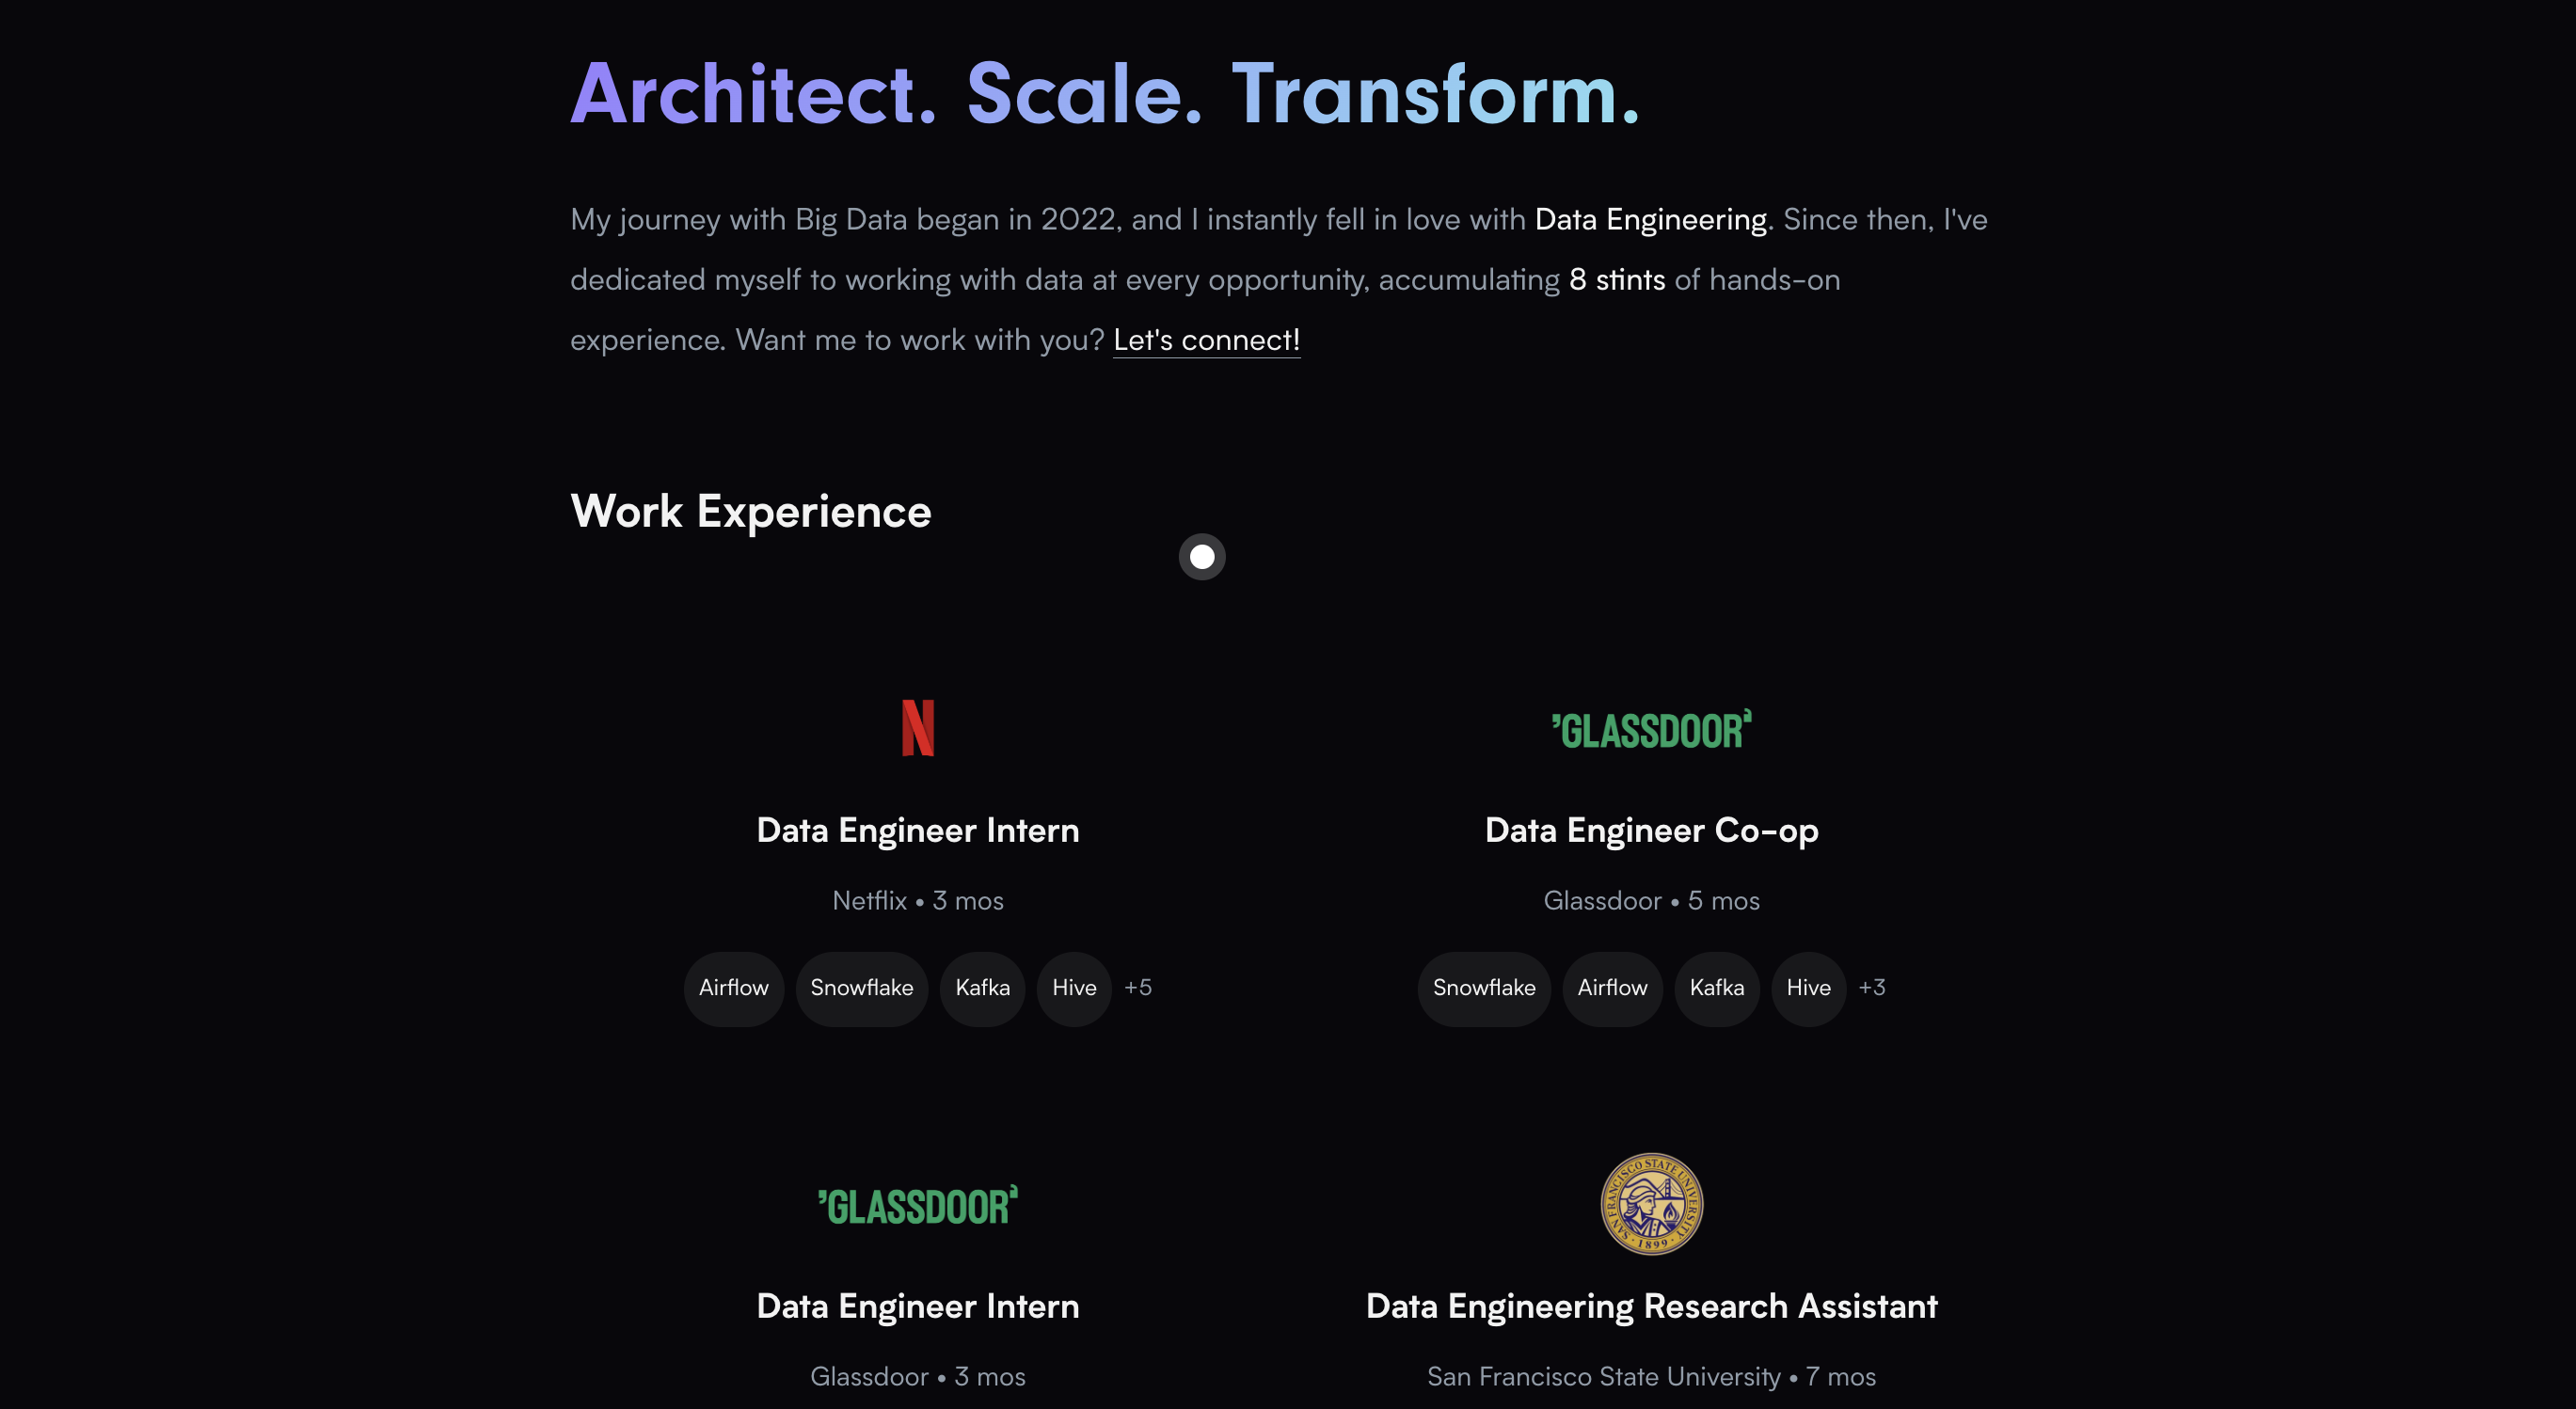 Architect. Scale. Transform.
My journey with Big Data began in 2022, and I instantly fell in love with Data Engineering. Since then, I've
dedicated myself to working with data at every opportunity, accumulating 8 stints of hands-on
experience. Want me to work with you? Let's connect!
Work Experience
N
Data Engineer Intern
Netflix • 3 mos
Airflow Snowflake Kafka Hive +5
GLASSDOOR
Data Engineer Co-op
Glassdoor • 5 mos
Snowflake Airflow Kafka Hive +3
GLASSDOOR
Data Engineer Intern
Glassdoor • 3 mos
SAN FRANCISCO STATE UNIVERSITY
1899
Data Engineering Research Assistant
San Francisco State University • 7 mos